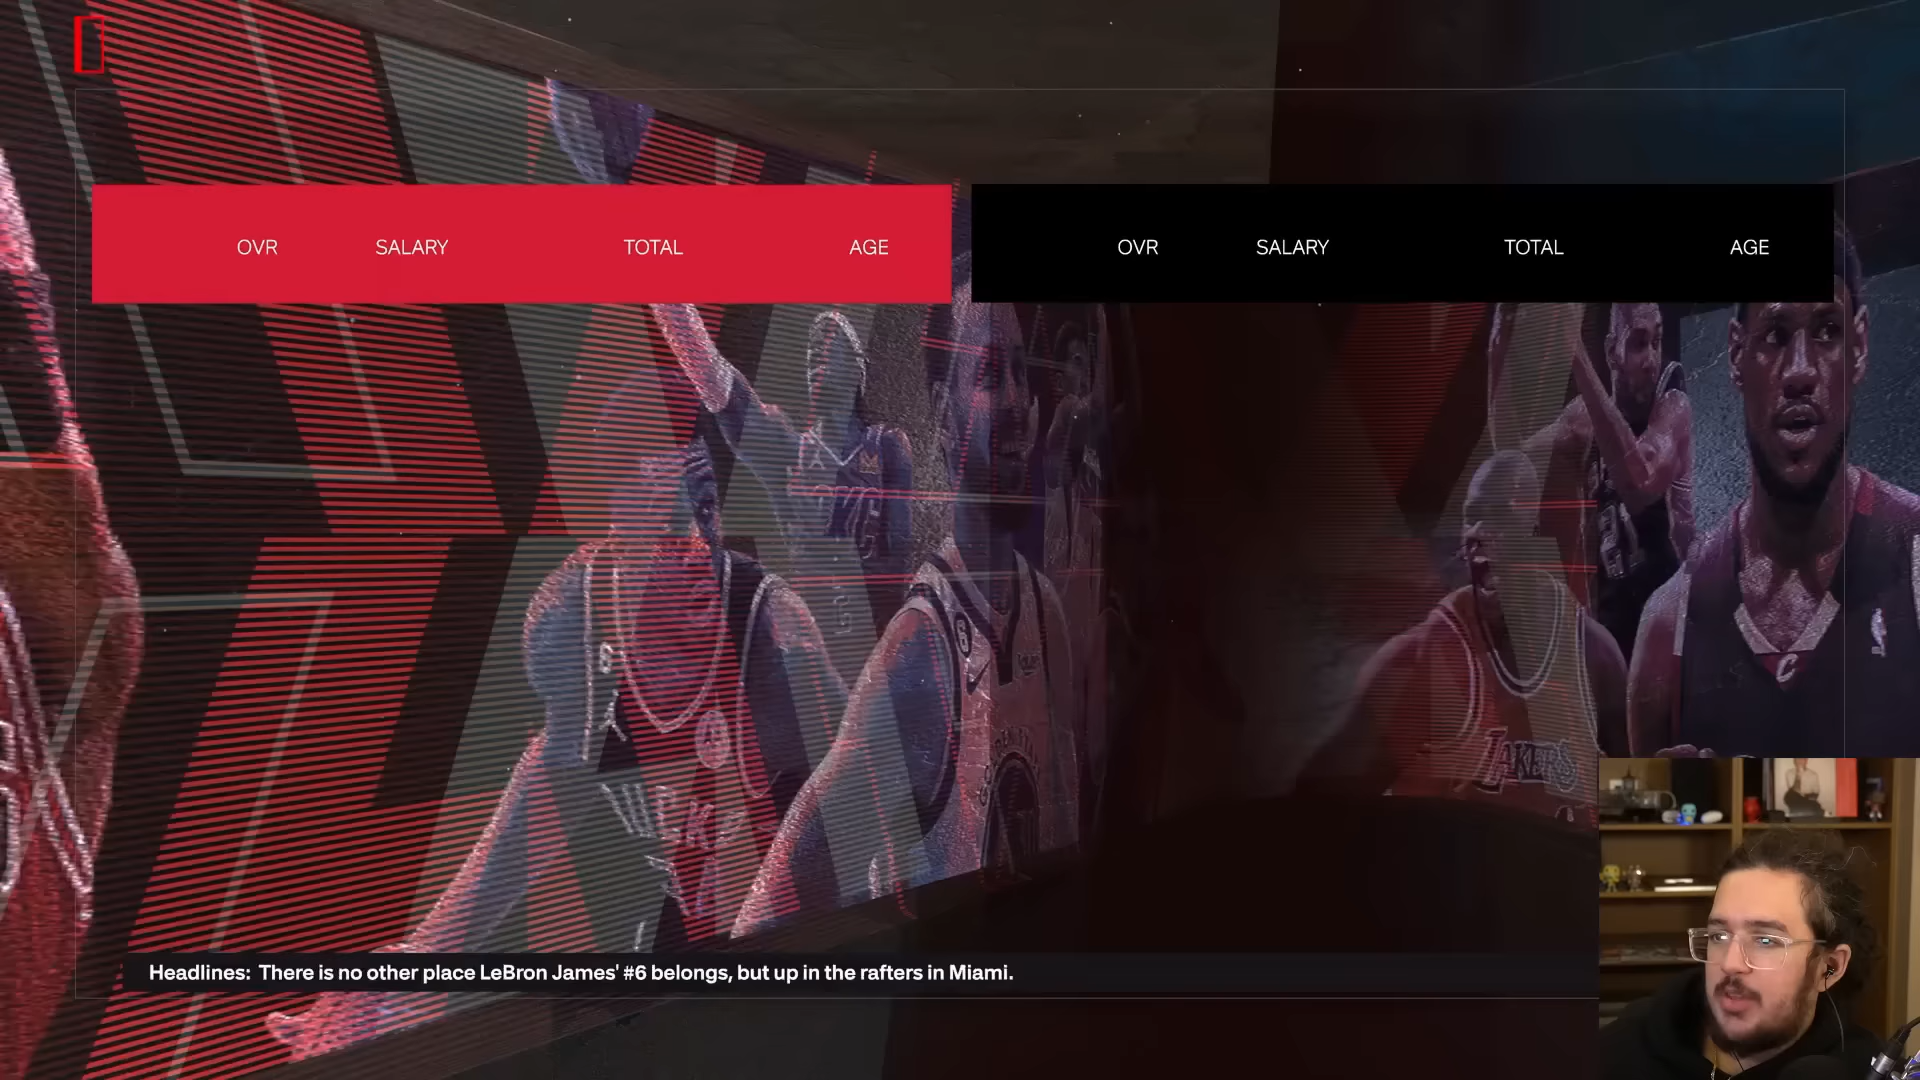 OVR SALARY TOTAL AGE
OVR SALARY TOTAL AGE
LAKERS
Headlines: There is no other place LeBron James' #6 belongs, but up in the rafters in Miami.